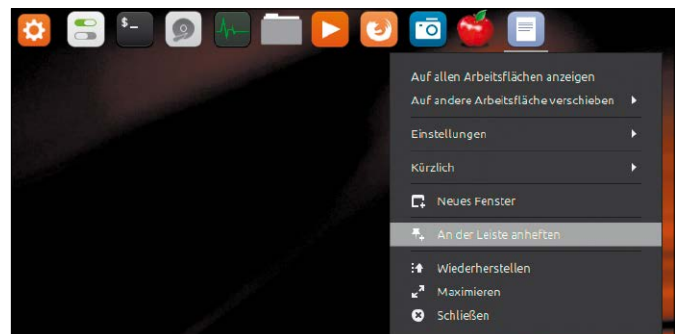 $_
Auf allen Arbeitsflächen anzeigen
Auf andere Arbeitsfläche verschieben
Einstellungen
Kürzlich
Neues Fenster
An der Leiste anheften
Wiederherstellen
Maximieren
Schließen